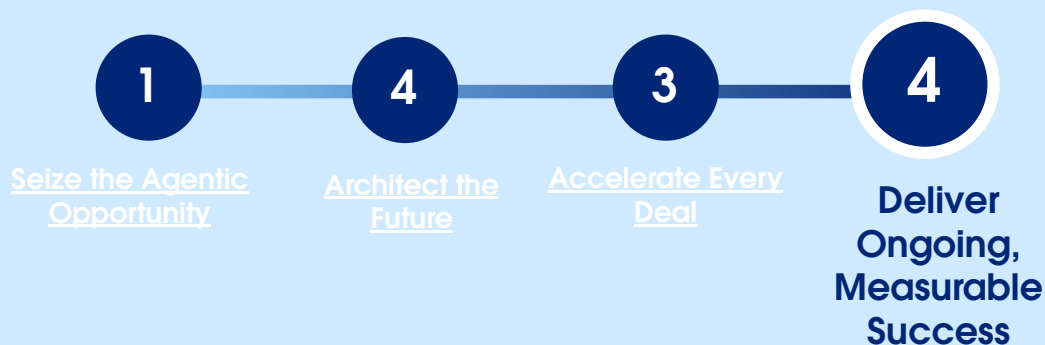 1
4
3
4
Seize the Agentic
Opportunity
Architect the
Future
Accelerate Every
Deal
Deliver
Ongoing,
Measurable
Success